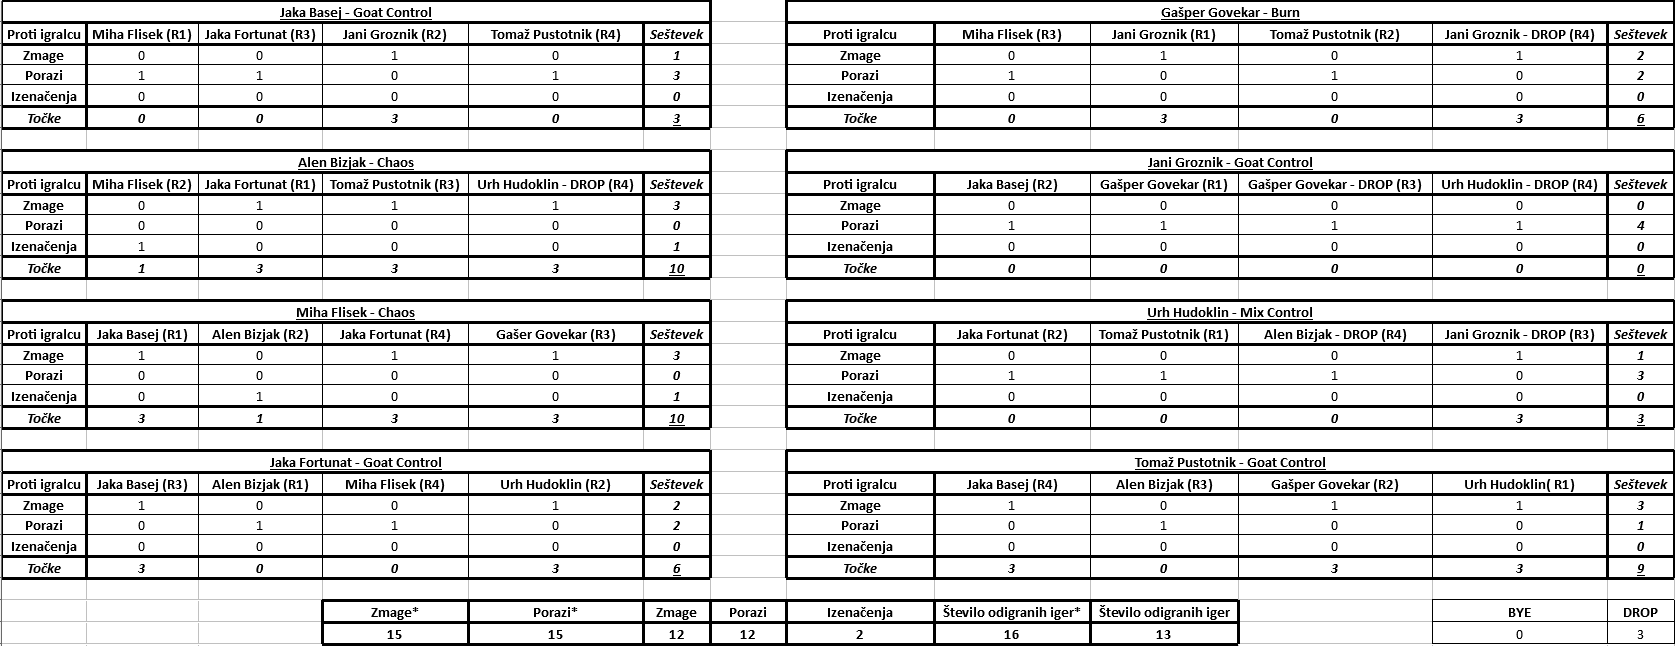 Jaka Basej - Goat Control
Proti igralcu Miha Flisek (R1) Jaka Fortunat (R3) Jani Groznik (R2) Tomaž Pustotnik (R4) Seštevek
Zmage 0 0 1 0 1
Porazi 1 1 0 1 3
Izenačenja 0 0 0 0 0
Točke 0 0 3 0 3
Gašper Govekar - Burn
Proti igralcu Miha Flisek (R3) Jani Groznik (R1) Tomaž Pustotnik (R2) Jani Groznik - DROP (R4) Seštevek
Zmage 0 1 0 1 2
Porazi 1 0 1 0 2
Izenačenja 0 0 0 0 0
Točke 0 3 0 3 6
Alen Bizjak - Chaos
Proti igralcu Miha Flisek (R2) Jaka Fortunat (R1) Tomaž Pustotnik (R3) Urh Hudoklin - DROP (R4) Seštevek
Zmage 0 1 1 1 3
Porazi 0 0 0 0 0
Izenačenja 1 0 0 0 1
Točke 1 3 3 3 10
Jani Groznik - Goat Control
Proti igralcu Jaka Basej (R2) Gašper Govekar (R1) Gašper Govekar - DROP (R3) Urh Hudoklin - DROP (R4) Seštevek
Zmage 0 0 0 0 0
Porazi 1 1 1 1 4
Izenačenja 0 0 0 0 0
Točke 0 0 0 0 0
Miha Flisek - Chaos
Proti igralcu Jaka Basej (R1) Alen Bizjak (R2) Jaka Fortunat (R4) Gašer Govekar (R3) Seštevek
Zmage 1 0 1 1 3
Porazi 0 0 0 0 0
Izenačenja 0 1 0 0 1
Točke 3 1 3 3 10
Urh Hudoklin - Mix Control
Proti igralcu Jaka Fortunat (R2) Tomaž Pustotnik (R1) Alen Bizjak - DROP (R4) Jani Groznik - DROP (R3) Seštevek
Zmage 0 0 0 1 1
Porazi 1 1 1 0 3
Izenačenja 0 0 0 0 0
Točke 0 0 0 3 3
Jaka Fortunat - Goat Control
Proti igralcu Jaka Basej (R3) Alen Bizjak (R1) Miha Flisek (R4) Urh Hudoklin (R2) Seštevek
Zmage 1 0 0 1 2
Porazi 0 1 1 0 2
Izenačenja 0 0 0 0 0
Točke 3 0 0 3 6
Tomaž Pustotnik - Goat Control
Proti igralcu Jaka Basej (R4) Alen Bizjak (R3) Gašper Govekar (R2) Urh Hudoklin( R1) Seštevek
Zmage 1 0 1 1 3
Porazi 0 1 0 0 1
Izenačenja 0 0 0 0 0
Točke 3 0 3 3 9
Zmage* Porazi* Zmage Porazi Izenačenja Število odigranih iger* Število odigranih iger BYE DROP
15 15 12 12 2 16 13 0 3